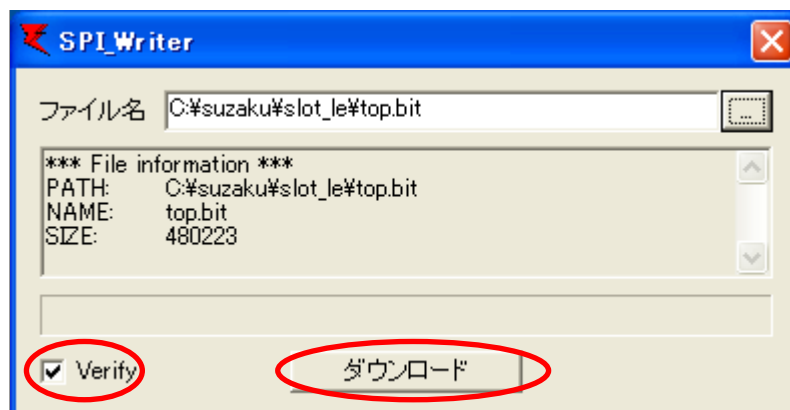 SPI_Writer
ファイル名 C:¥suzaku¥slot_le¥top.bit ...
*** File information ***
PATH: C:¥suzaku¥slot_le¥top.bit
NAME: top.bit
SIZE: 480223
Verify ダウンロード